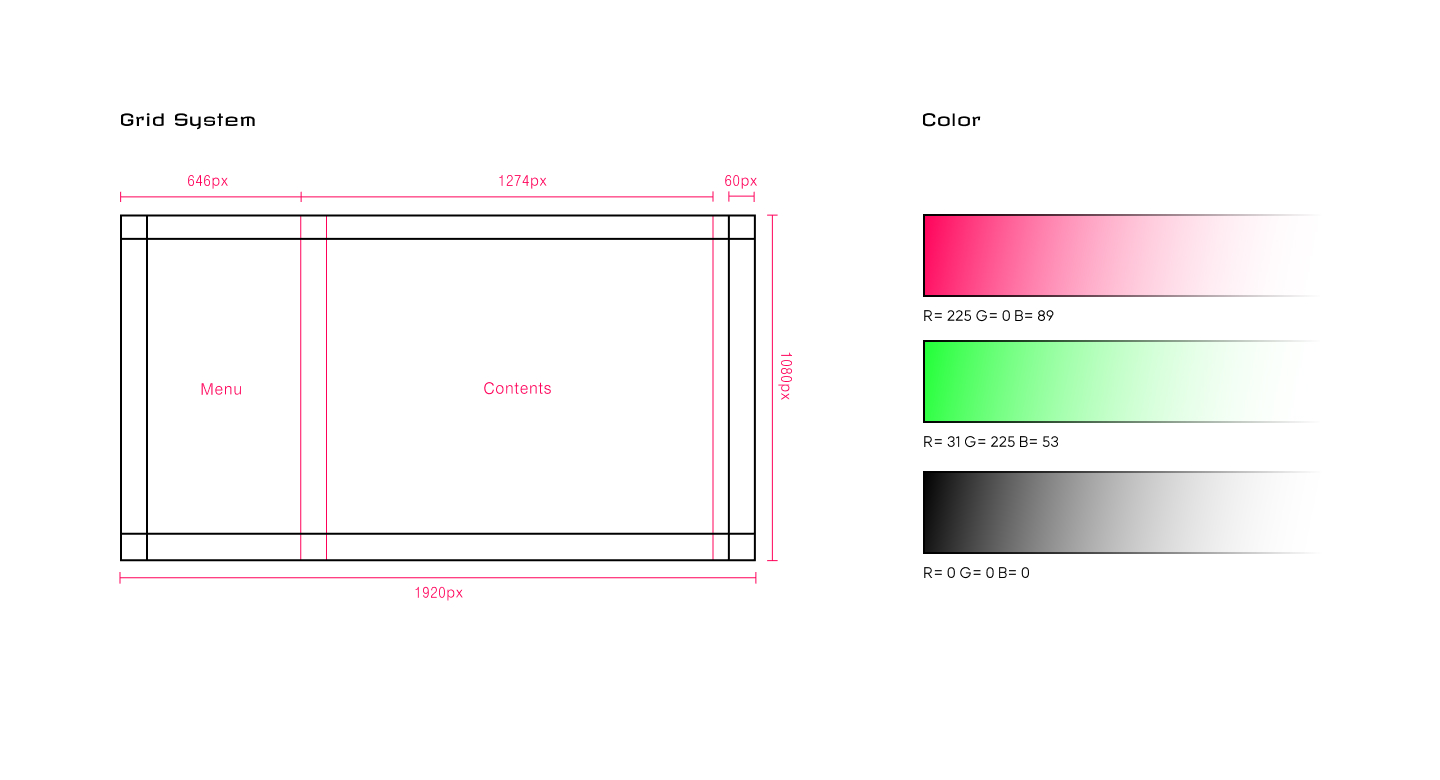 Grid System
Color
646px
1274px
60px
Menu
Contents
1080px
1920px
R= 225 G= 0 B= 89
R= 31 G= 225 B= 53
R= 0 G= 0 B= 0